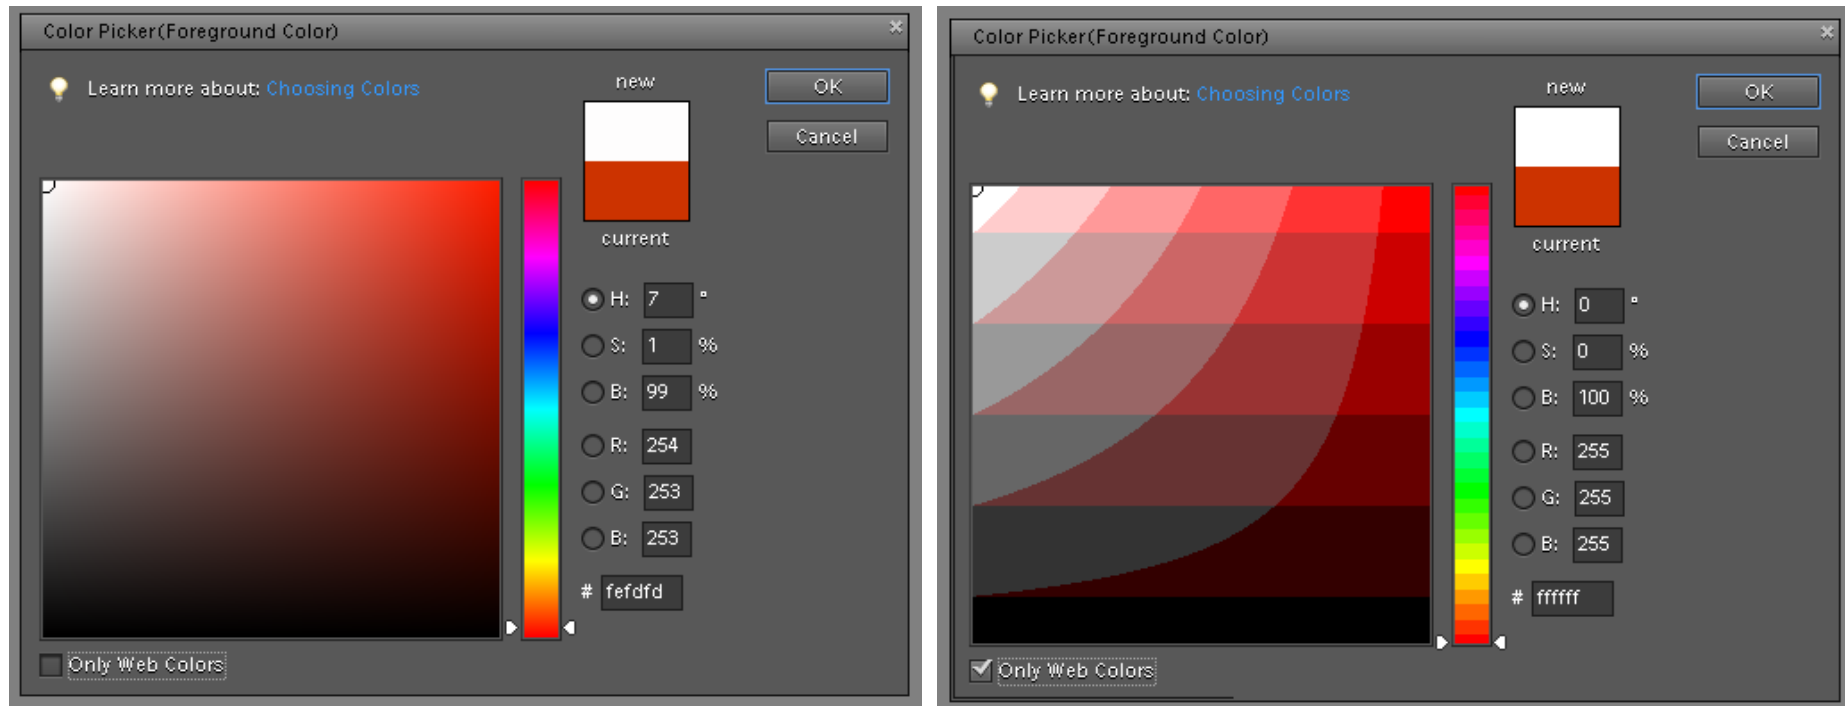 Color Picker(Foreground Color)
Learn more about: Choosing Colors
new
OK
Cancel
current
H: 7 °
S: 1 %
B: 99 %
R: 254
G: 253
B: 253
# fefdfd
Only Web Colors
Color Picker(Foreground Color)
Learn more about: Choosing Colors
new
OK
Cancel
current
H: 0 °
S: 0 %
B: 100 %
R: 255
G: 255
B: 255
# ffffff
Only Web Colors